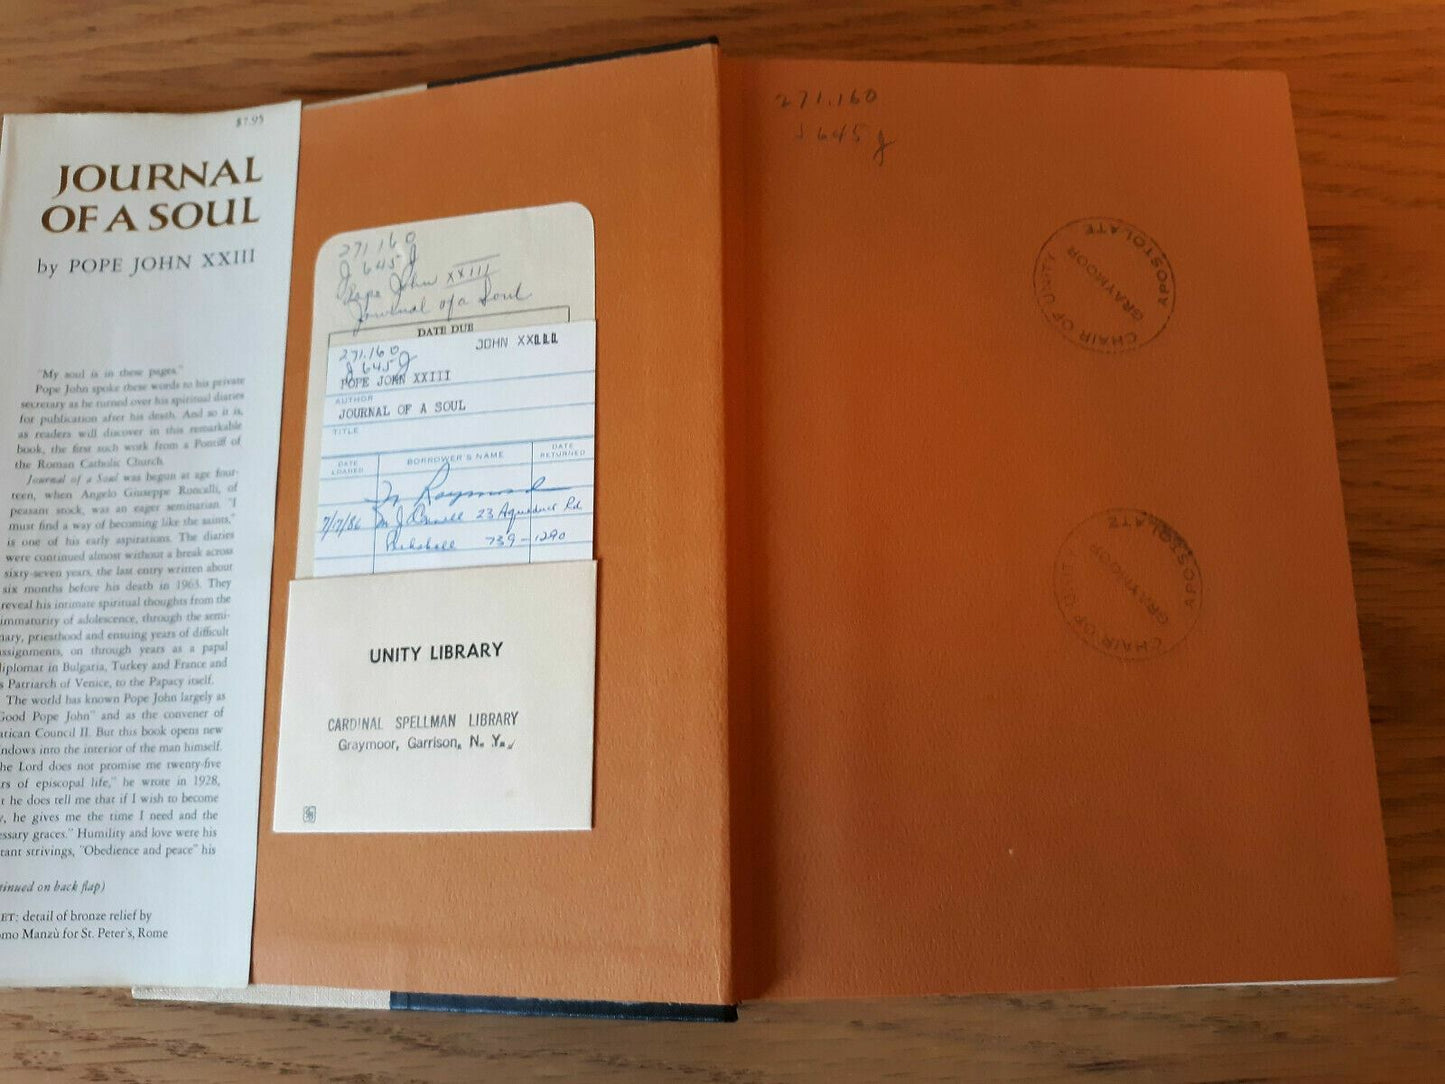 $7.95
JOURNAL
OF A SOUL
by POPE JOHN XXIII
"My soul is in these pages."
Pope John spoke these words to his private
secretary as he turned over his spiritual diaries
for publication after his death. And so it is,
as readers will discover in this remarkable
book, the first such work from a Pontiff of
the Roman Catholic Church.
Journal of a Soul was begun at age four-
teen, when Angelo Giuseppe Roncalli, of
peasant stock, was an eager seminarian. "I
must find a way of becoming like the saints,"
is one of his early aspirations. The diaries
were continued almost without a break across
sixty-seven years, the last entry written about
six months before his death in 1963. They
reveal his intimate spiritual thoughts from the
immaturity of adolescence, through the semi-
nary, priesthood and ensuing years of difficult
assignments, on through years as a papal
diplomat in Bulgaria, Turkey and France and
s Patriarch of Venice, to the Papacy itself.
The world has known Pope John largely as
Good Pope John" and as the convener of
atican Council II. But this book opens new
ndows into the interior of the man himself.
he Lord does not promise me twenty-five
rs of episcopal life," he wrote in 1928,
t he does tell me that if I wish to become
y, he gives me the time I need and the
essary graces." Humility and love were his
tant strivings, "Obedience and peace" his
tinued on back flap)
ET: detail of bronze relief by
omo Manzù for St. Peter's, Rome
271.160
J645J
Pope John XXIII
Journal of a Soul
DATE DUE
271.160
J645J
JOHN XXIII
POPE JOHN XXIII
AUTHOR
JOURNAL OF A SOUL
TITLE
DATE LOANED
BORROWER'S NAME
DATE RETURNED
Raymond
7/17/86 23 Aqueduct Rd
739-1290
UNITY LIBRARY
CARDINAL SPELLMAN LIBRARY
Graymoor, Garrison, N. Y.
271.160
J645J
CHAIR OF UNITY APOSTOLATE
GRAYMOOR
CHAIR OF UNITY APOSTOLATE
GRAYMOOR